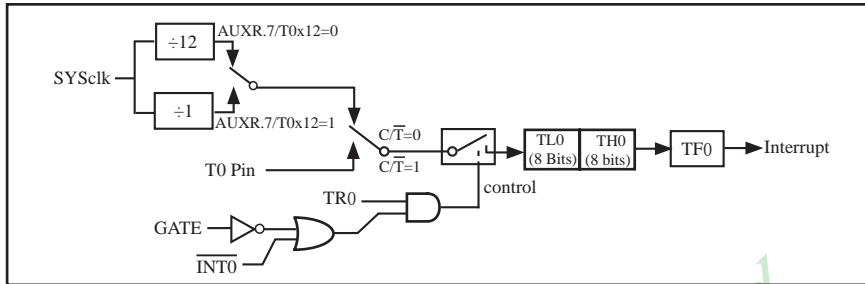 ÷12
AUXR.7/T0x12=0
SYSclk
÷1
AUXR.7/T0x12=1
C/T̅=0
C/T̅=1
T0 Pin
TL0
(8 Bits)
TH0
(8 bits)
TF0
Interrupt
control
TR0
GATE
I̅N̅T̅0̅